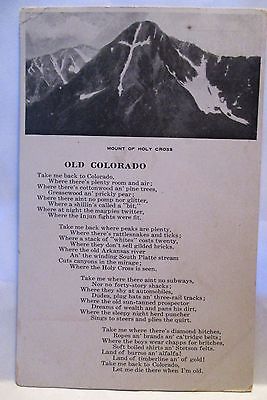 MOUNT OF HOLY CROSS
OLD COLORADO
Take me back to Colorado,
Where there's plenty room and air;
Where there's cottonwood an' pine trees,
Greasewood an' prickly pear;
Where there aint no pomp nor glitter,
Where a shillin's called a "bit,"
Where at night the magpies twitter,
Where the Injun fights were fit.
Take me where peaks are plenty,
Where there's rattlesnakes and ticks;
Where a stack of "whites" coats twenty,
Where they don't sell gilded bricks.
Where the old Arkansas river
An' the winding South Platte stream
Cuts canyons in the mirage;
Where the Holy Cross is seen.
Take me where there aint no subways,
Nor no forty-story shacks;
Where they shy at automobiles,
Dudes, plug hats an' three-rail tracks;
Where the old sun-tanned prospector
Dreams of wealth and pans his dirt,
Where the sleepy night herd puncher
Sings to steers and plies the quirt.
Take me where there's diamond hitches,
Ropes an' brands an' ca'tridge belts;
Where the boys wear chapps for britches,
Soft boiled shirts an' Stetson felts.
Land of burros an' alfalfa!
Land of (timberline an' of gold!
Take me back to Colorado,
Let me die there when I'm old.